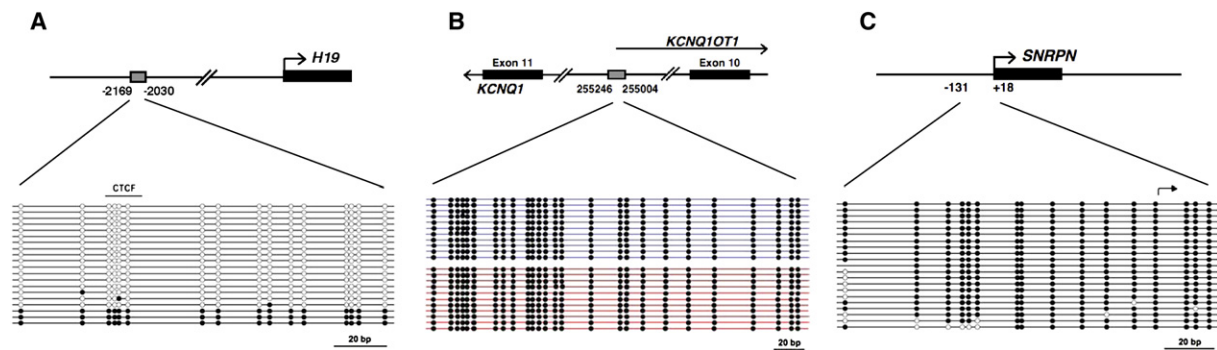 A
H19
-2169 -2030
CTCF
20 bp
B
KCNQ1OT1
Exon 11
Exon 10
KCNQ1
255246 255004
20 bp
C
SNRPN
-131 +18
20 bp